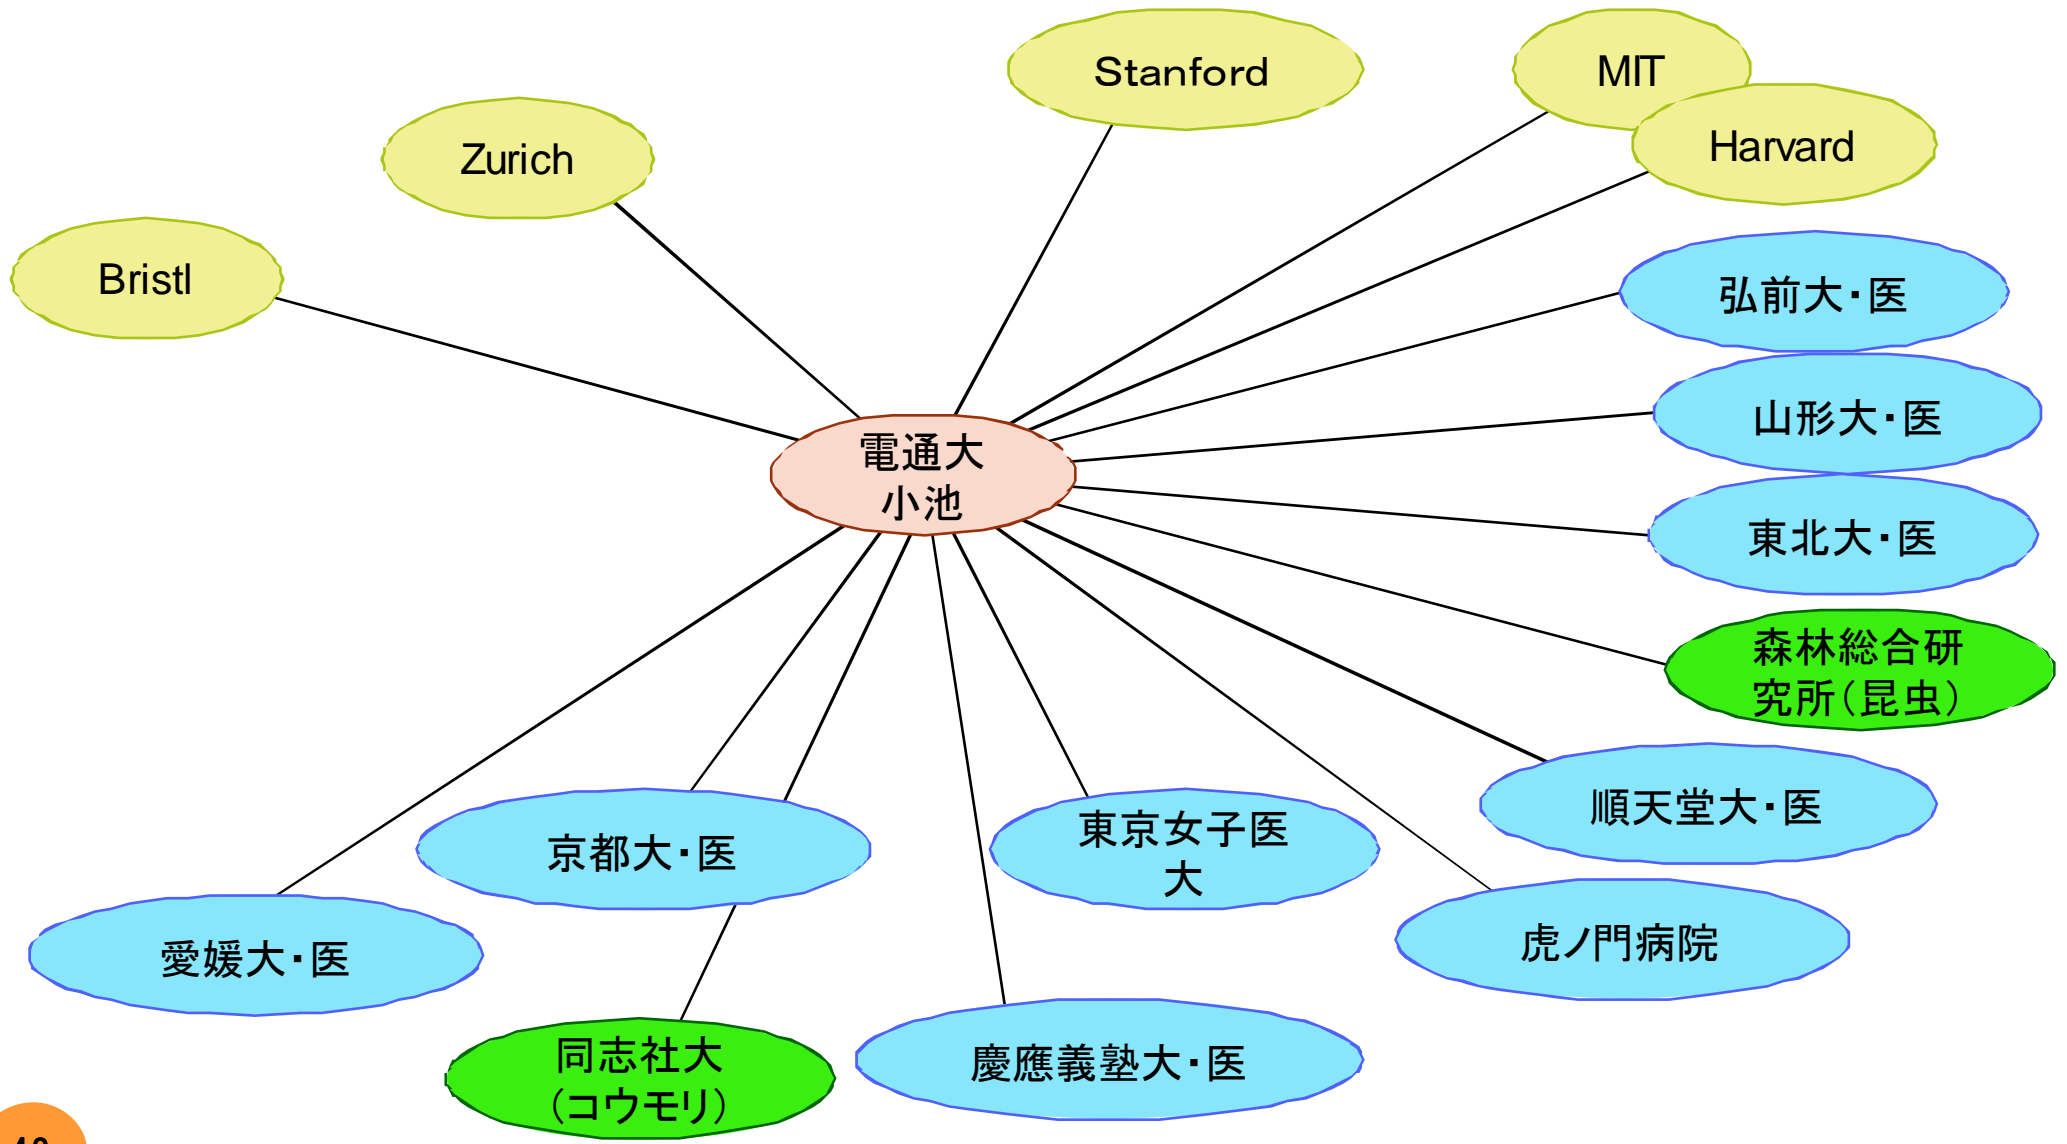 Stanford
MIT
Harvard
Zurich
Bristl
弘前大・医
山形大・医
電通大
小池
東北大・医
森林総合研
究所(昆虫)
順天堂大・医
京都大・医
東京女子医
大
虎ノ門病院
愛媛大・医
同志社大
(コウモリ)
慶應義塾大・医